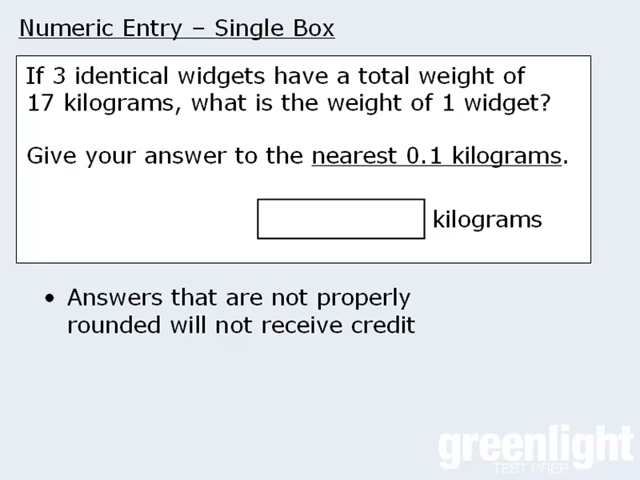 Numeric Entry – Single Box
If 3 identical widgets have a total weight of
17 kilograms, what is the weight of 1 widget?
Give your answer to the nearest 0.1 kilograms.
kilograms
• Answers that are not properly
rounded will not receive credit
greenlight
TEST PREP